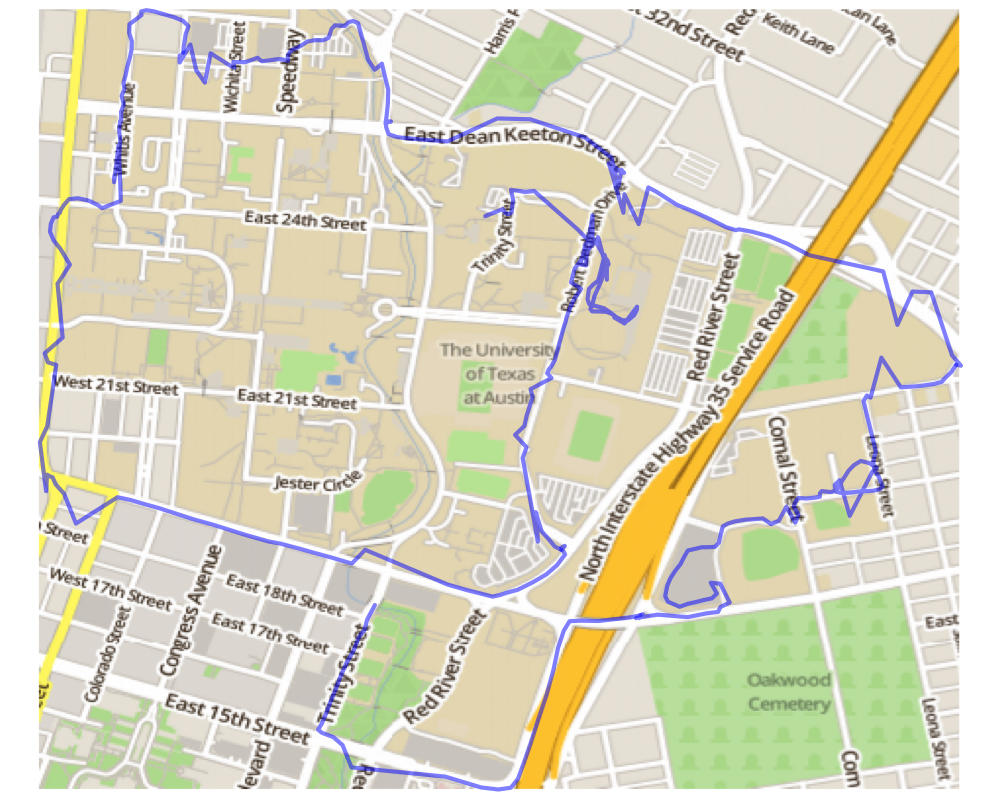 Harris
32nd Street
Keith Lane
Lane
Wichita Street
Speedway
Whitis Avenue
East Dean Keeton Street
East 24th Street
Trinity Street
Robert Dedman Drive
Red River Street
The University
of Texas
at Austin
North Interstate Highway 35 Service Road
West 21st Street
East 21st Street
Jester Circle
Comal Street
Leona Street
Street
West 17th Street
Colorado Street
Congress Avenue
East 18th Street
East 17th Street
East 15th Street
Trinity Street
Red River Street
Oakwood
Cemetery
East
Leona Street
Com